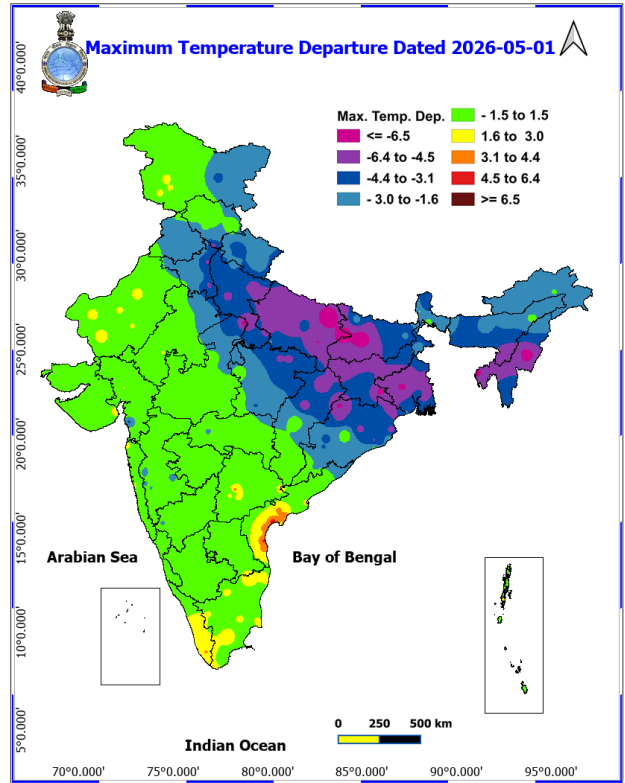 Maximum Temperature Departure Dated 2026-05-01
Max. Temp. Dep.
<= -6.5
-6.4 to -4.5
-4.4 to -3.1
- 3.0 to -1.6
- 1.5 to 1.5
1.6 to 3.0
3.1 to 4.4
4.5 to 6.4
>= 6.5
40°0.000'
35°0.000'
30°0.000'
25°0.000'
20°0.000'
15°0.000'
10°0.000'
5°0.000'
Arabian Sea
Bay of Bengal
Indian Ocean
0 250 500 km
70°0.000' 75°0.000' 80°0.000' 85°0.000' 90°0.000' 95°0.000'